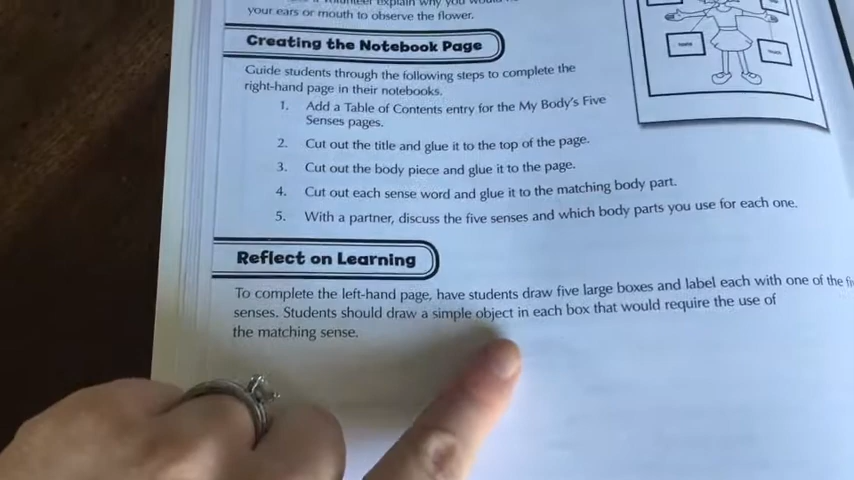 your ears or mouth to observe the flower.
Creating the Notebook Page
Guide students through the following steps to complete the
right-hand page in their notebooks.
1. Add a Table of Contents entry for the My Body's Five
Senses pages.
2. Cut out the title and glue it to the top of the page.
3. Cut out the body piece and glue it to the page.
4. Cut out each sense word and glue it to the matching body part.
5. With a partner, discuss the five senses and which body parts you use for each one.
Reflect on Learning
To complete the left-hand page, have students draw five large boxes and label each with one of the
senses. Students should draw a simple object in each box that would require the use of
the matching sense.